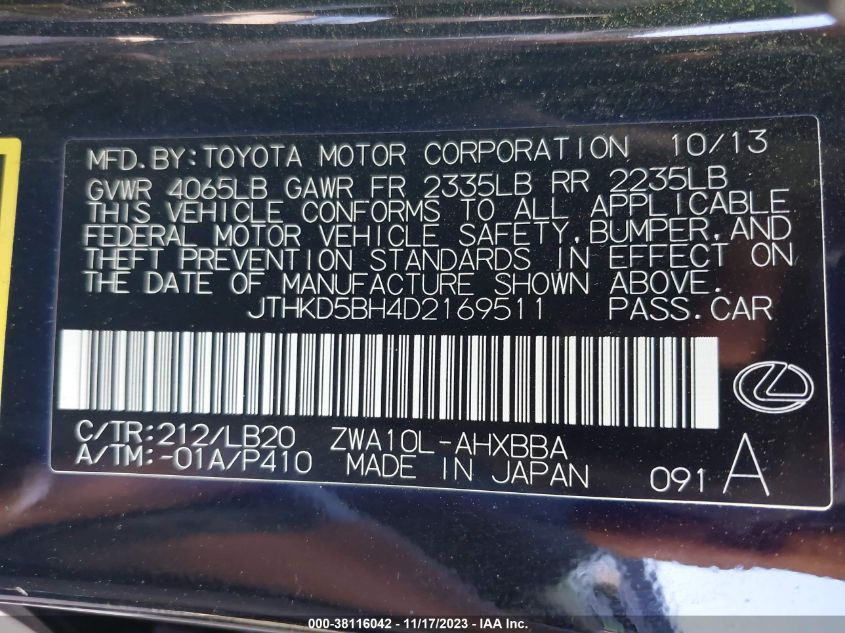 MFD. BY: TOYOTA MOTOR CORPORATION 10/13
GVWR 4065LB GAWR FR 2335LB RR 2235LB
THIS VEHICLE CONFORMS TO ALL APPLICABLE
FEDERAL MOTOR VEHICLE SAFETY, BUMPER, AND
THEFT PREVENTION STANDARDS IN EFFECT ON
THE DATE OF MANUFACTURE SHOWN ABOVE.
JTHKD5BH4D2169511 PASS. CAR
C/TR:212/LB20 ZWA10L-AHXBBA
A/TM:-01A/P410 MADE IN JAPAN 091 A
000-38116042 - 11/17/2023 - IAA Inc.